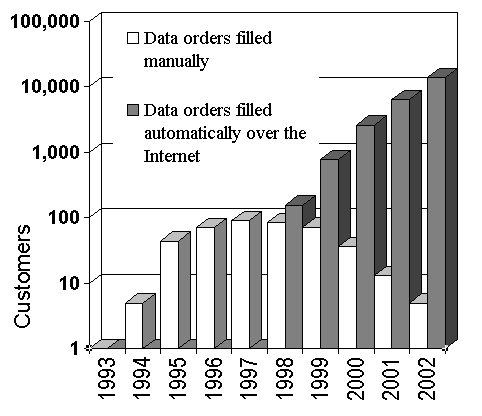 100,000
Data orders filled
manually
10,000
Data orders filled
automatically over the
Internet
1,000
100
10
1
Customers
1993
1994
1995
1996
1997
1998
1999
2000
2001
2002